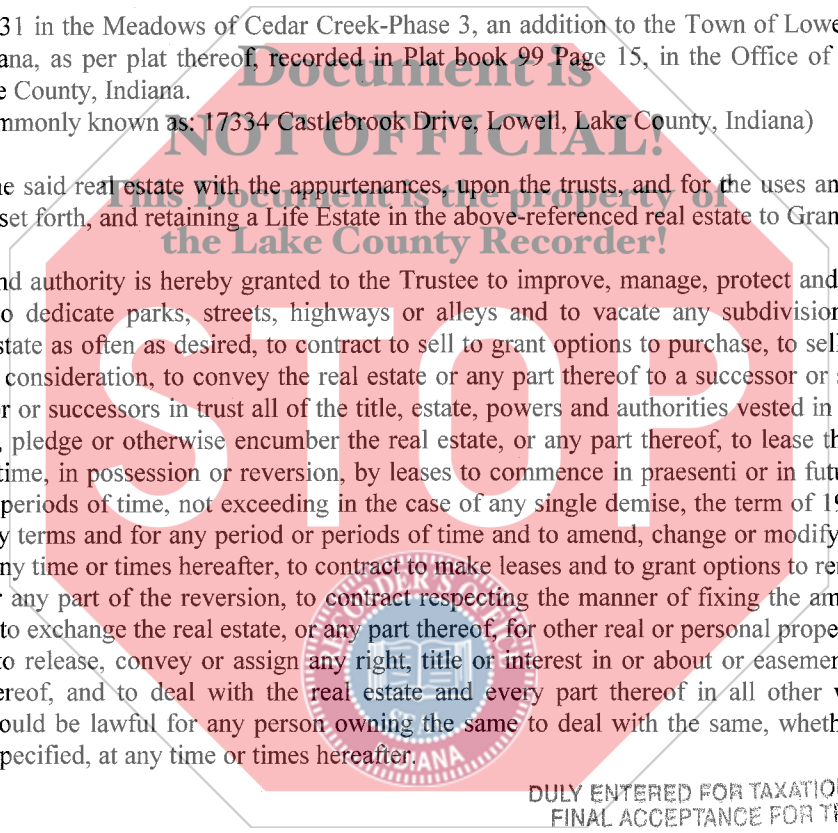 31 in the Meadows of Cedar Creek-Phase 3, an addition to the Town of Lowe
ana, as per plat thereof, recorded in Plat book 99 Page 15, in the Office of
Document is
e County, Indiana.
mmonly known as: 17334 Castlebrook Drive, Lowell, Lake County, Indiana)
NOT OFFICIAL!
e said real estate with the appurtenances, upon the trusts, and for the uses an
This Document is the property of
set forth, and retaining a Life Estate in the above-referenced real estate to Gran
the Lake County Recorder!
nd authority is hereby granted to the Trustee to improve, manage, protect and
o dedicate parks, streets, highways or alleys and to vacate any subdivision
state as often as desired, to contract to sell to grant options to purchase, to sell
consideration, to convey the real estate or any part thereof to a successor or
r or successors in trust all of the title, estate, powers and authorities vested in
STOP
, pledge or otherwise encumber the real estate, or any part thereof, to lease th
time, in possession or reversion, by leases to commence in praesenti or in futu
periods of time, not exceeding in the case of any single demise, the term of 19
y terms and for any period or periods of time and to amend, change or modify
ny time or times hereafter, to contract to make leases and to grant options to re
r any part of the reversion, to contract respecting the manner of fixing the am
to exchange the real estate, or any part thereof, for other real or personal prope
to release, convey or assign any right, title or interest in or about or easemen
ereof, and to deal with the real estate and every part thereof in all other
ould be lawful for any person owning the same to deal with the same, wheth
pecified, at any time or times hereafter.
RECORDER'S OFFICE
INDIANA
DULY ENTERED FOR TAXATIO
FINAL ACCEPTANCE FOR T